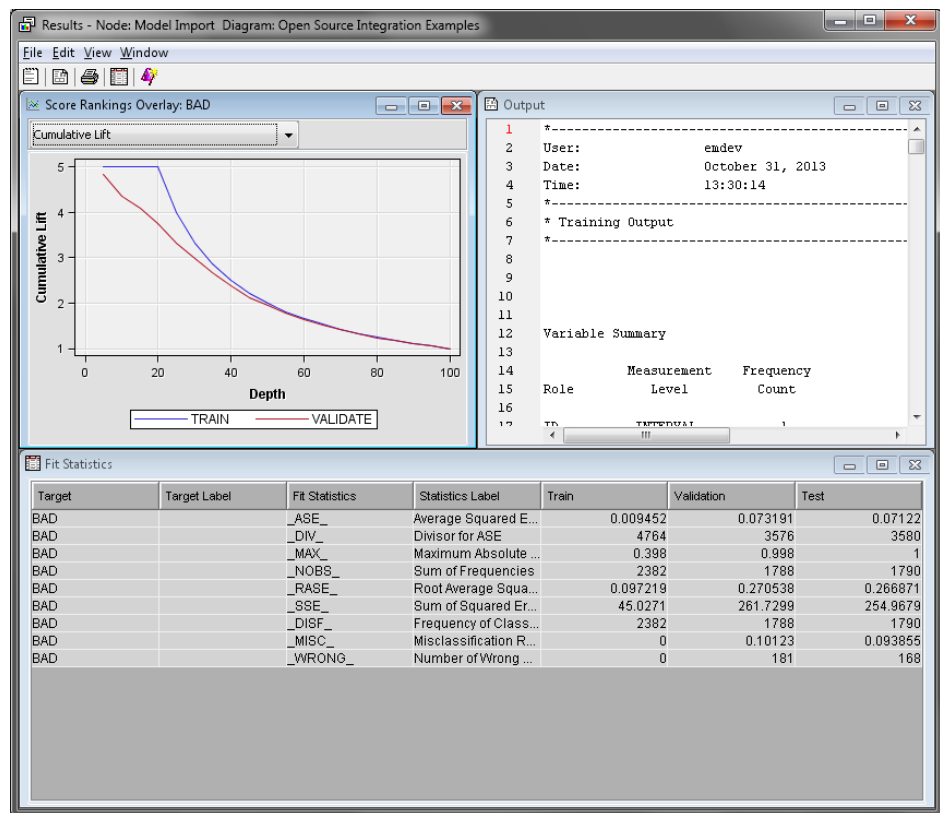 Results - Node: Model Import Diagram: Open Source Integration Examples
File Edit View Window
Score Rankings Overlay: BAD
Cumulative Lift
Cumulative Lift
5
4
3
2
1
0 20 40 60 80 100
Depth
TRAIN VALIDATE
Output
1 *------------------------------------------------
2 User: emdev
3 Date: October 31, 2013
4 Time: 13:30:14
5 *------------------------------------------------
6 * Training Output
7 *------------------------------------------------
8
9
10
11
12 Variable Summary
13
14 Measurement Frequency
15 Role Level Count
16
17 ID INTERVAL 1
Fit Statistics
Target Target Label Fit Statistics Statistics Label Train Validation Test
BAD _ASE_ Average Squared E... 0.009452 0.073191 0.07122
BAD _DIV_ Divisor for ASE 4764 3576 3580
BAD _MAX_ Maximum Absolute ... 0.398 0.998 1
BAD _NOBS_ Sum of Frequencies 2382 1788 1790
BAD _RASE_ Root Average Squa... 0.097219 0.270538 0.266871
BAD _SSE_ Sum of Squared Er... 45.0271 261.7299 254.9679
BAD _DISF_ Frequency of Class... 2382 1788 1790
BAD _MISC_ Misclassification R... 0 0.10123 0.093855
BAD _WRONG_ Number of Wrong ... 0 181 168